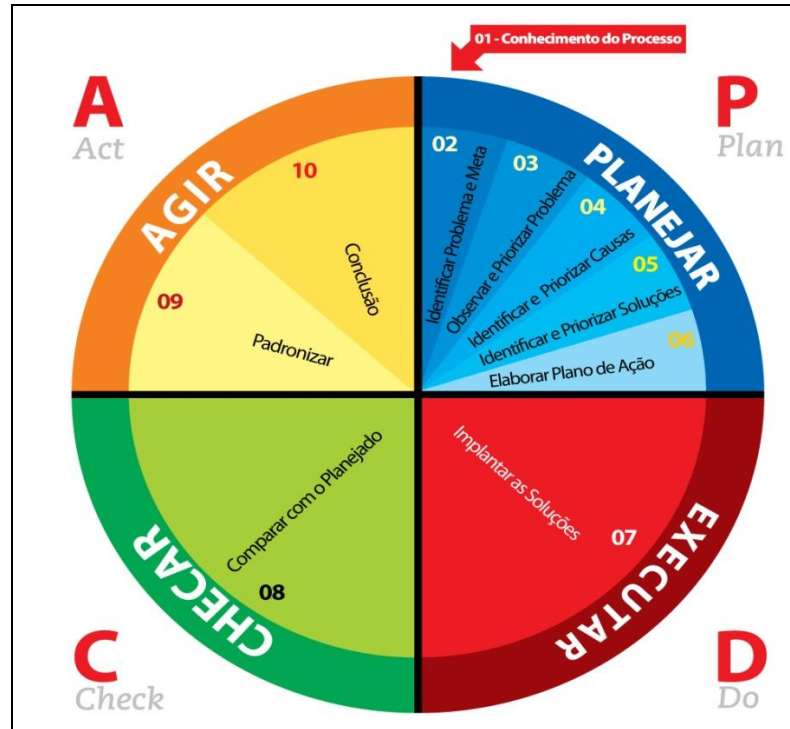 01 - Conhecimento do Processo
P
Plan
PLANEJAR
02
Identificar Problema e Meta
03
Observar e Priorizar Problema
04
Identificar e Priorizar Causas
05
Identificar e Priorizar Soluções
06
Elaborar Plano de Ação
D
Do
EXECUTAR
07
Implantar as Soluções
C
Check
CHECAR
08
Comparar com o Planejado
A
Act
AGIR
09
Padronizar
10
Conclusão